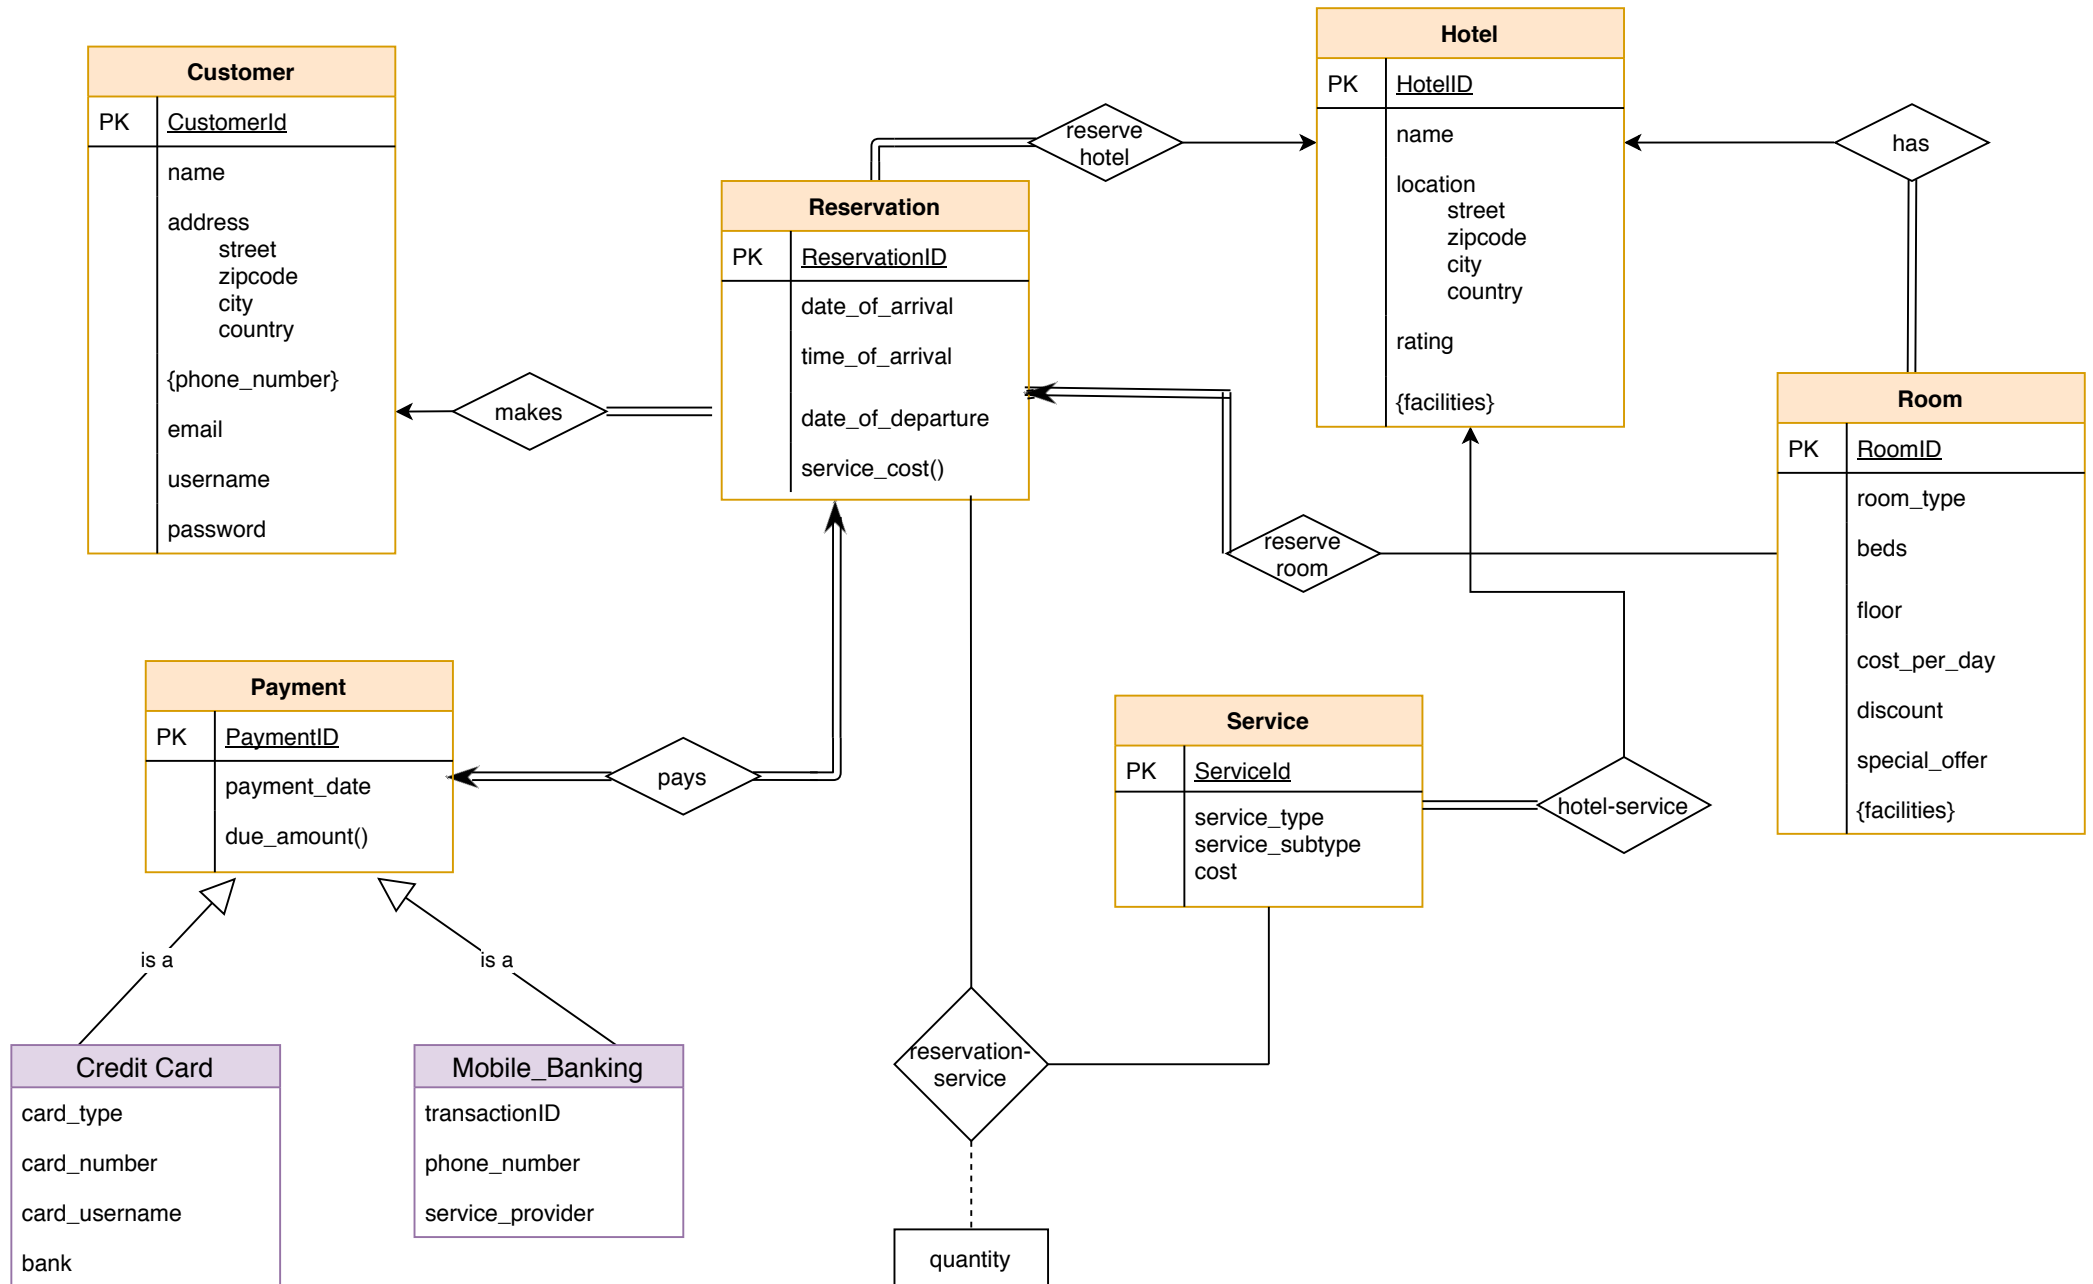 Customer
PK
CustomerId
name
address
street
zipcode
city
country
{phone_number}
email
username
password
makes
Reservation
PK
ReservationID
date_of_arrival
time_of_arrival
date_of_departure
service_cost()
reserve
hotel
Hotel
PK
HotelID
name
location
street
zipcode
city
country
rating
{facilities}
has
Room
PK
RoomID
room_type
beds
floor
cost_per_day
discount
special_offer
{facilities}
reserve
room
Payment
PK
PaymentID
payment_date
due_amount()
pays
Service
PK
ServiceId
service_type
service_subtype
cost
hotel-service
is a
is a
Credit Card
card_type
card_number
card_username
bank
Mobile_Banking
transactionID
phone_number
service_provider
reservation-
service
quantity